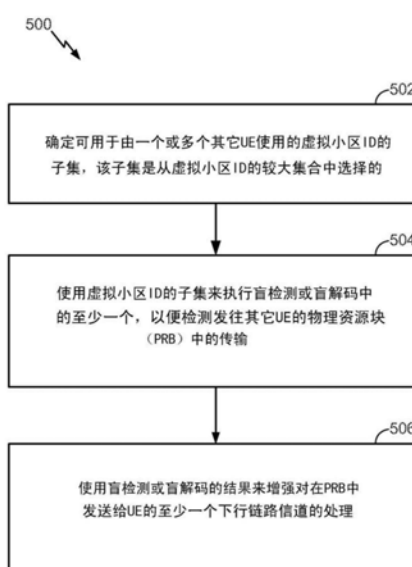 500
502
确定可用于由一个或多个其它UE使用的虚拟小区ID的
子集，该子集是从虚拟小区ID的较大集合中选择的
504
使用虚拟小区ID的子集来执行盲检测或盲解码中
的至少一个，以便检测发往其它UE的物理资源块
（PRB）中的传输
506
使用盲检测或盲解码的结果来增强对在PRB中
发送给UE的至少一个下行链路信道的处理